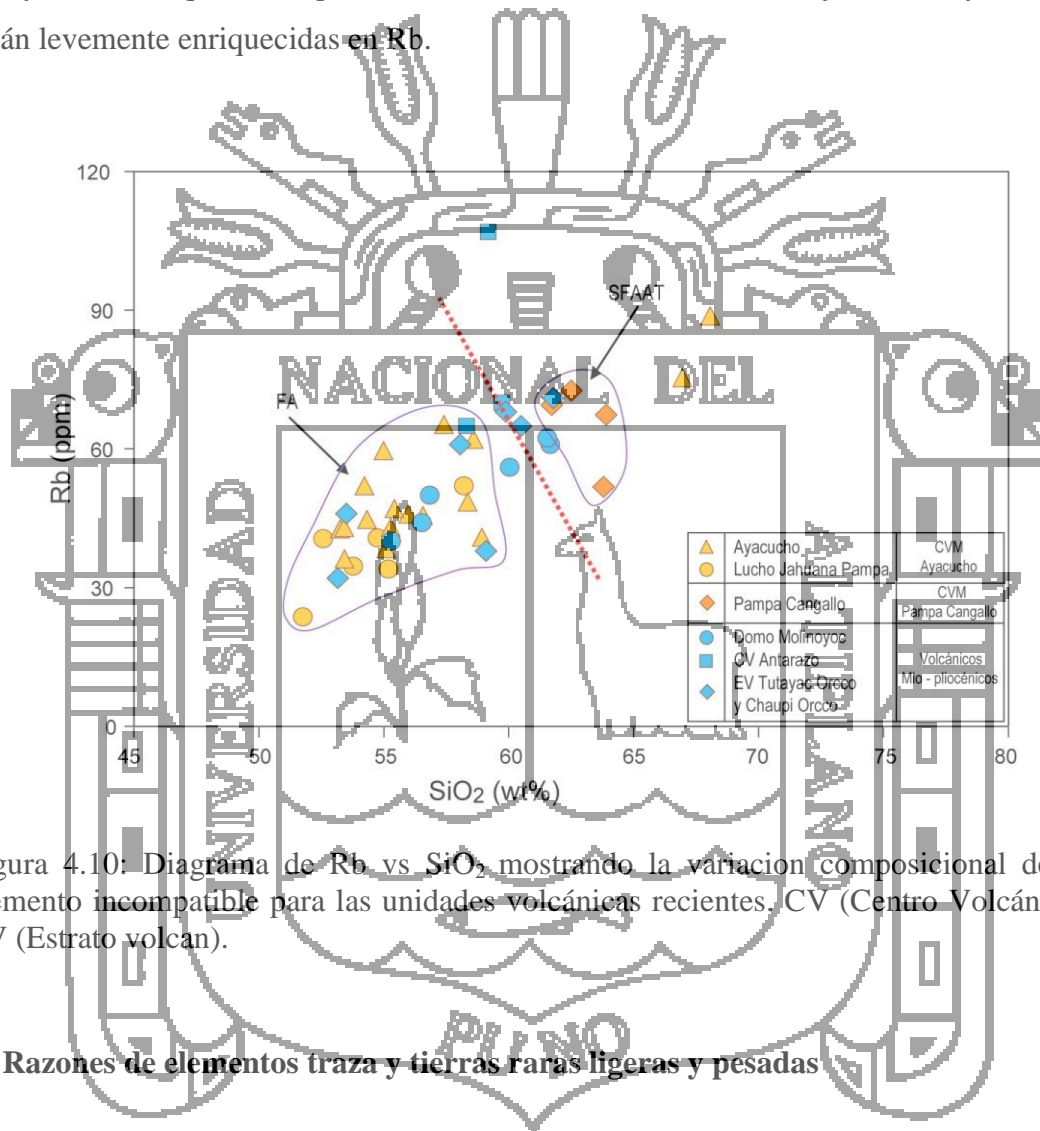 án levemente enriquecidas en Rb.
120
90
60
30
0
Rb (ppm)
45 50 55 60 65 70 75 80
SiO2 (wt%)
FA
SFAAT
Ayacucho
Lucho Jahuana Pampa
CVM
Ayacucho
Pampa Cangallo
CVM
Pampa Cangallo
Domo Molinoyoc
CV Antarazo
EV Tutayac Orcco
y Chaupi Orcco
Volcánicos
Mio - pliocénicos
UNIVERSIDAD
NACIONAL DEL
ALTIPLANO
PUNO
gura 4.10: Diagrama de Rb vs SiO2 mostrando la variacion composicional de
emento incompatible para las unidades volcánicas recientes. CV (Centro Volcán
V (Estrato volcan).
Razones de elementos traza y tierras raras ligeras y pesadas